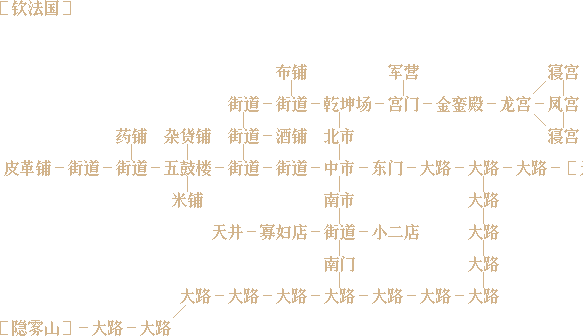 [钦法国]
布铺 军营 寝宫
街道－街道－乾坤场－宫门－金銮殿－龙宫－凤宫
药铺 杂货铺 街道－酒铺 北市 寝宫
皮革铺－街道－街道－五鼓楼－街道－街道－中市－东门－大路－大路－大路－[
米铺 南市 大路
天井－寡妇店－街道－小二店 大路
南门 大路
大路－大路－大路－大路－大路－大路－大路
[隐雾山]－大路－大路